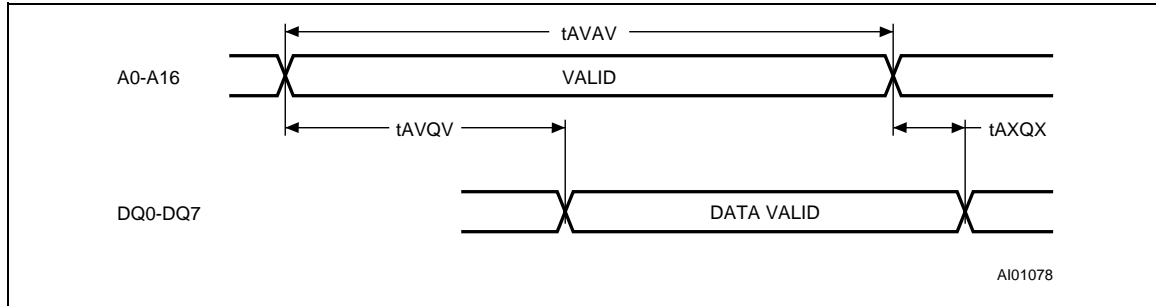 tAVAV
A0-A16
VALID
tAVQV
tAXQX
DQ0-DQ7
DATA VALID
AI01078